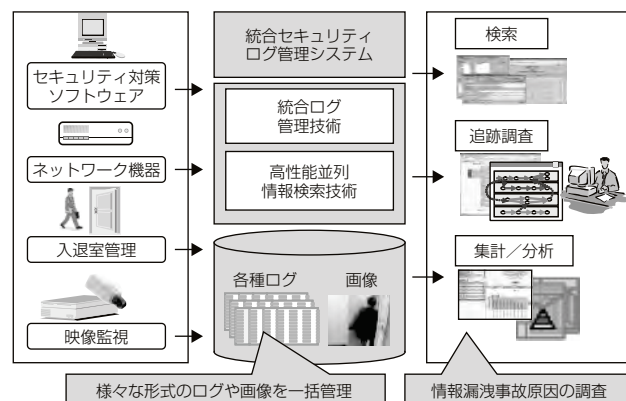 セキュリティ対策
ソフトウェア
ネットワーク機器
入退室管理
映像監視
統合セキュリティ
ログ管理システム
統合ログ
管理技術
高性能並列
情報検索技術
各種ログ
画像
様々な形式のログや画像を一括管理
検索
追跡調査
集計／分析
情報漏洩事故原因の調査